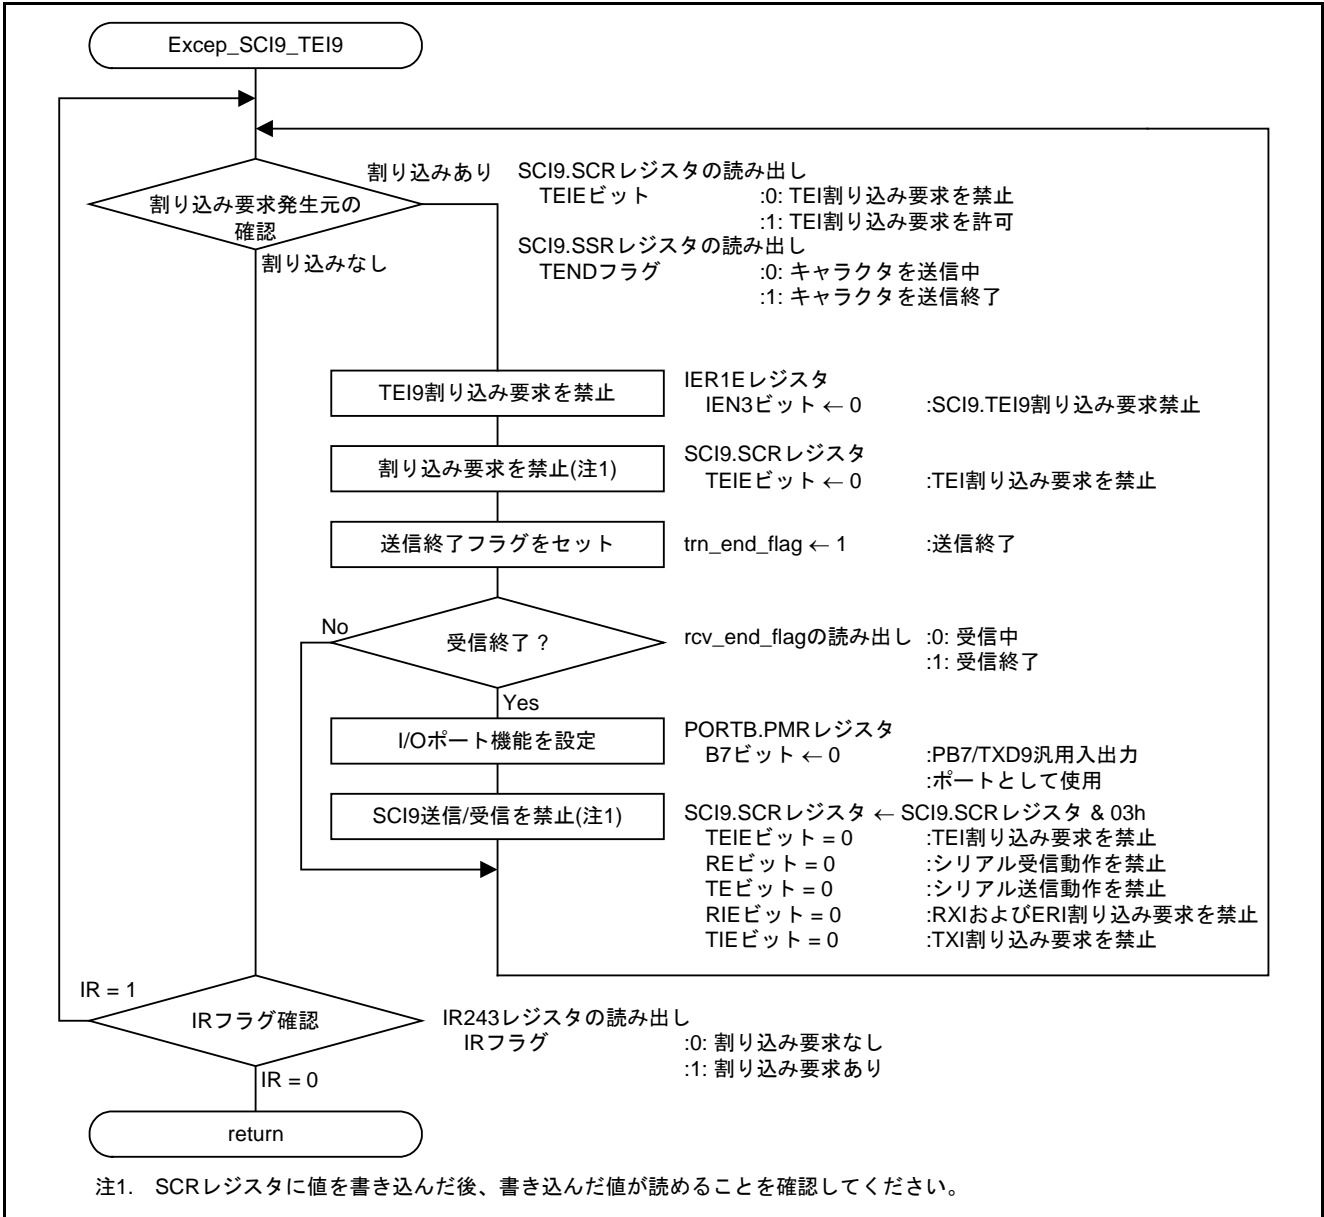 Excep_SCI9_TEI9
割り込みあり
割り込み要求発生元の
確認
割り込みなし
SCI9.SCRレジスタの読み出し
TEIEビット :0: TEI割り込み要求を禁止
:1: TEI割り込み要求を許可
SCI9.SSRレジスタの読み出し
TENDフラグ :0: キャラクタを送信中
:1: キャラクタを送信終了
TEI9割り込み要求を禁止
IER1Eレジスタ
IEN3ビット ← 0 :SCI9.TEI9割り込み要求禁止
割り込み要求を禁止(注1)
SCI9.SCRレジスタ
TEIEビット ← 0 :TEI割り込み要求を禁止
送信終了フラグをセット
trn_end_flag ← 1 :送信終了
No
受信終了 ?
rcv_end_flagの読み出し :0: 受信中
:1: 受信終了
Yes
I/Oポート機能を設定
PORTB.PMRレジスタ
B7ビット ← 0 :PB7/TXD9汎用入出力
:ポートとして使用
SCI9送信/受信を禁止(注1)
SCI9.SCRレジスタ ← SCI9.SCRレジスタ & 03h
TEIEビット = 0 :TEI割り込み要求を禁止
REビット = 0 :シリアル受信動作を禁止
TEビット = 0 :シリアル送信動作を禁止
RIEビット = 0 :RXIおよびERI割り込み要求を禁止
TIEビット = 0 :TXI割り込み要求を禁止
IR = 1
IRフラグ確認
IR243レジスタの読み出し
IRフラグ :0: 割り込み要求なし
:1: 割り込み要求あり
IR = 0
return
注1. SCRレジスタに値を書き込んだ後、書き込んだ値が読めることを確認してください。